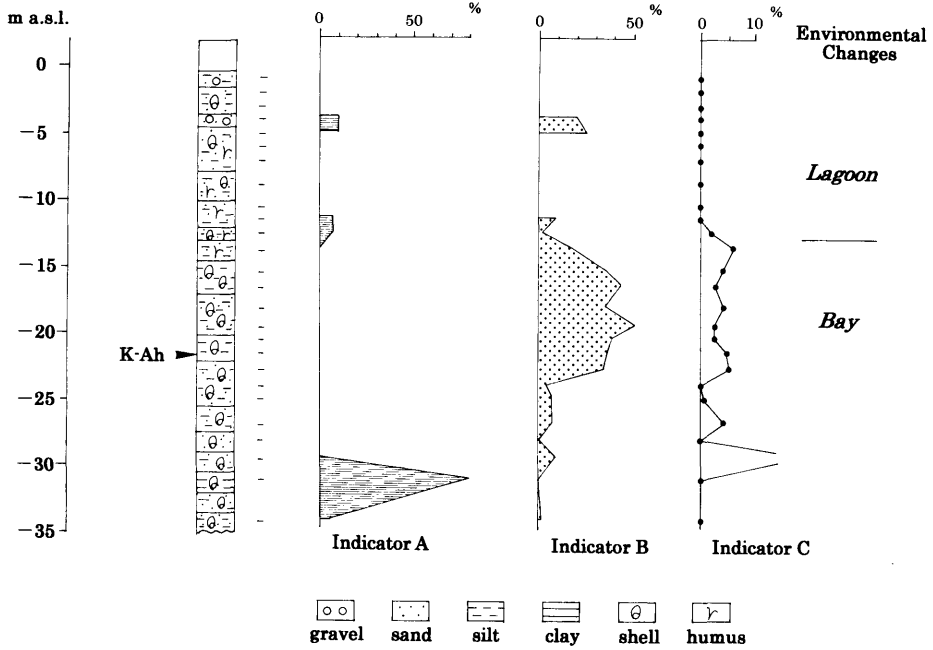 m a.s.l.
0
−5
−10
−15
−20
−25
−30
−35
K-Ah
0 50 %
Indicator A
0 50 %
Indicator B
0 10 %
Indicator C
Environmental
Changes
Lagoon
Bay
gravel sand silt clay shell humus